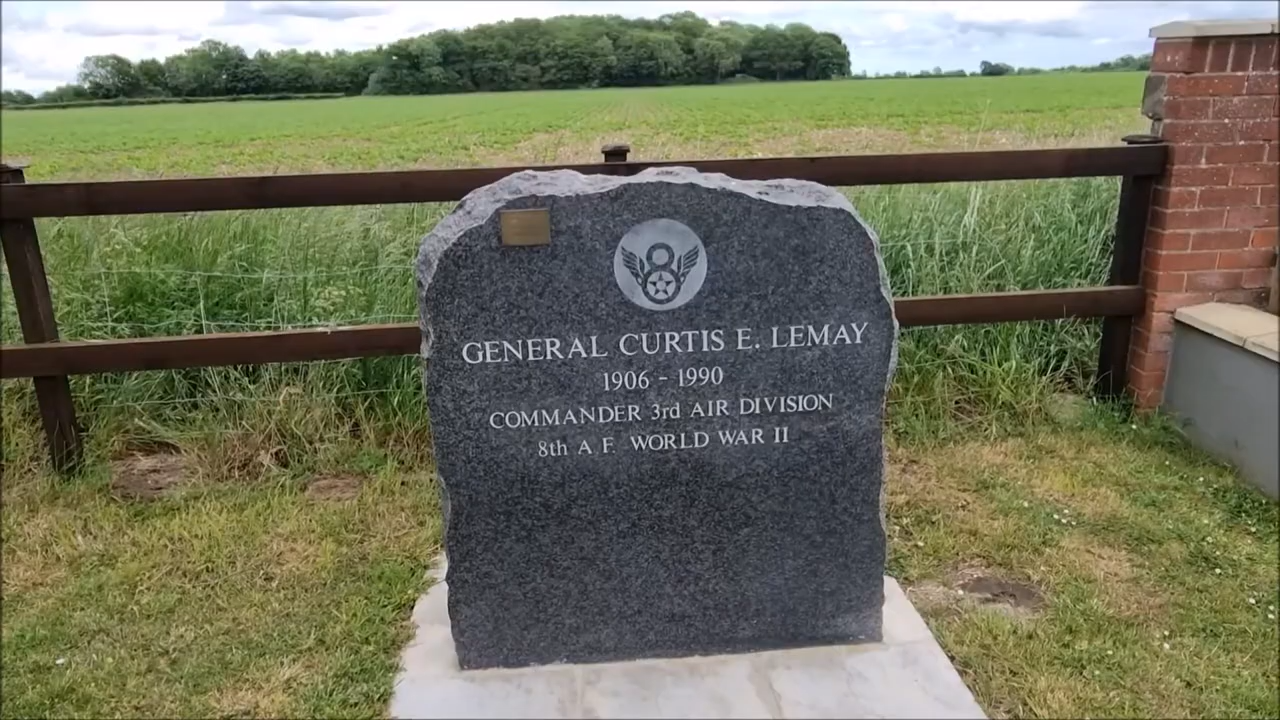 GENERAL CURTIS E. LEMAY
1906 - 1990
COMMANDER 3rd AIR DIVISION
8th A.F. WORLD WAR II